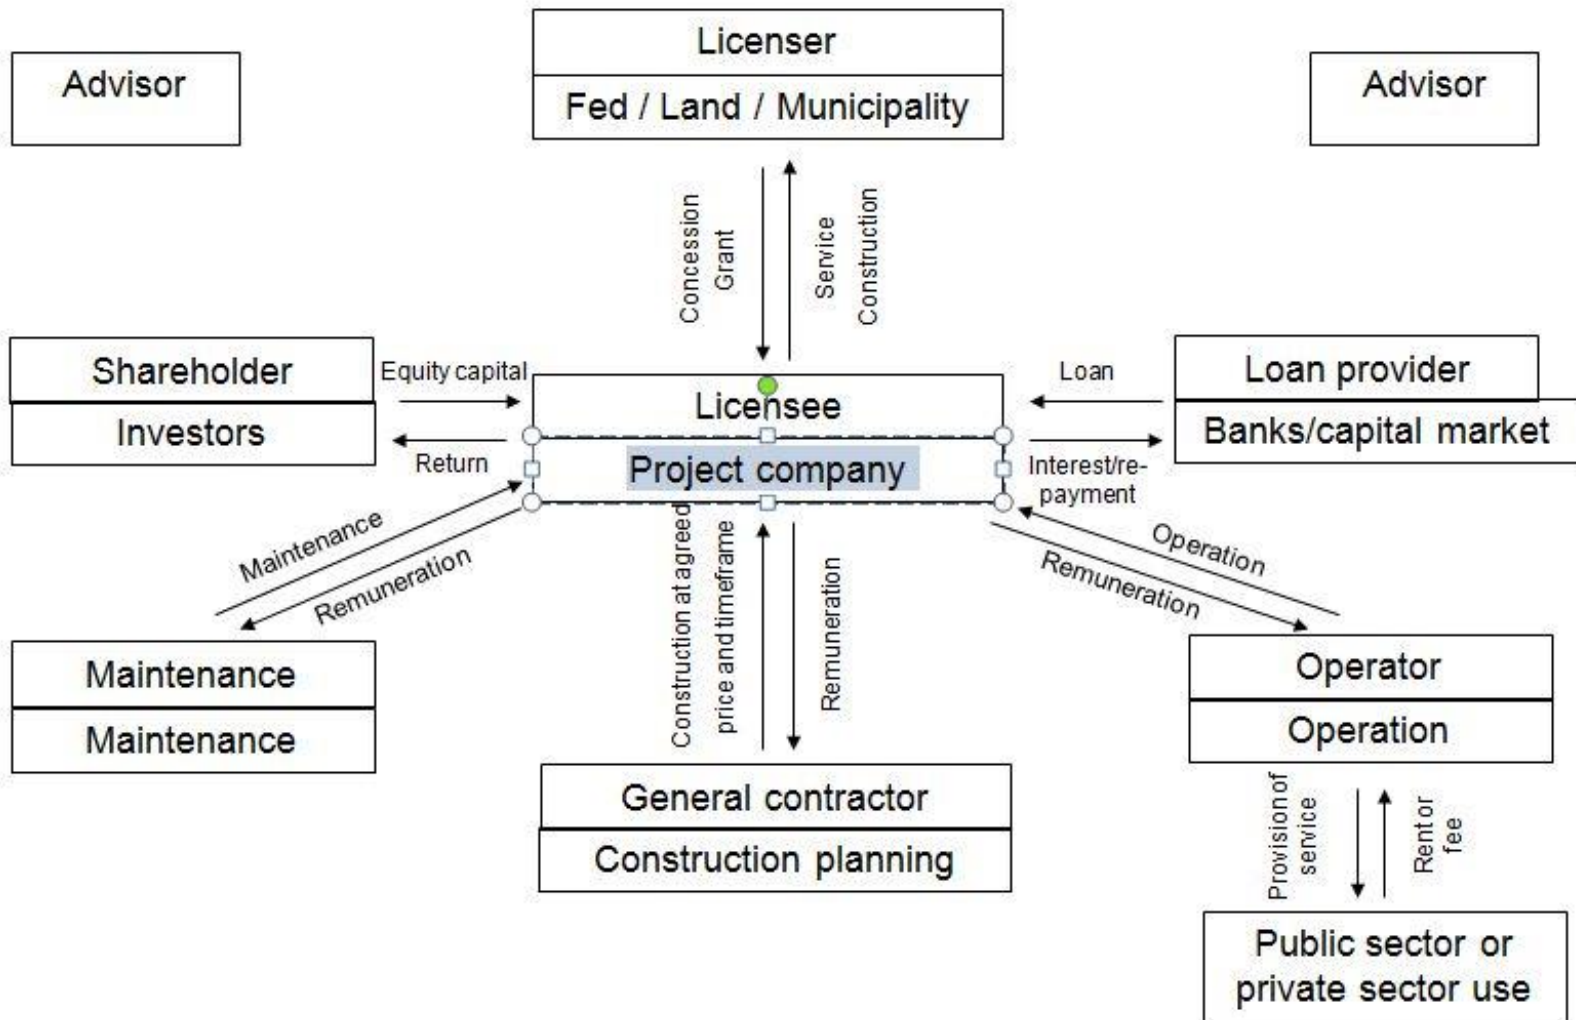 Licenser
Advisor
Advisor
Fed / Land / Municipality
Concession
Grant
Service
Construction
Shareholder
Equity capital
Loan
Loan provider
Licensee
Investors
Banks/capital market
Return
Project company
Interest/re-
payment
Maintenance
Remuneration
Construction at agreed
price and timeframe
Remuneration
Operation
Remuneration
Maintenance
Maintenance
Operator
Operation
General contractor
Construction planning
Provision of
service
Rent or
fee
Public sector or
private sector use